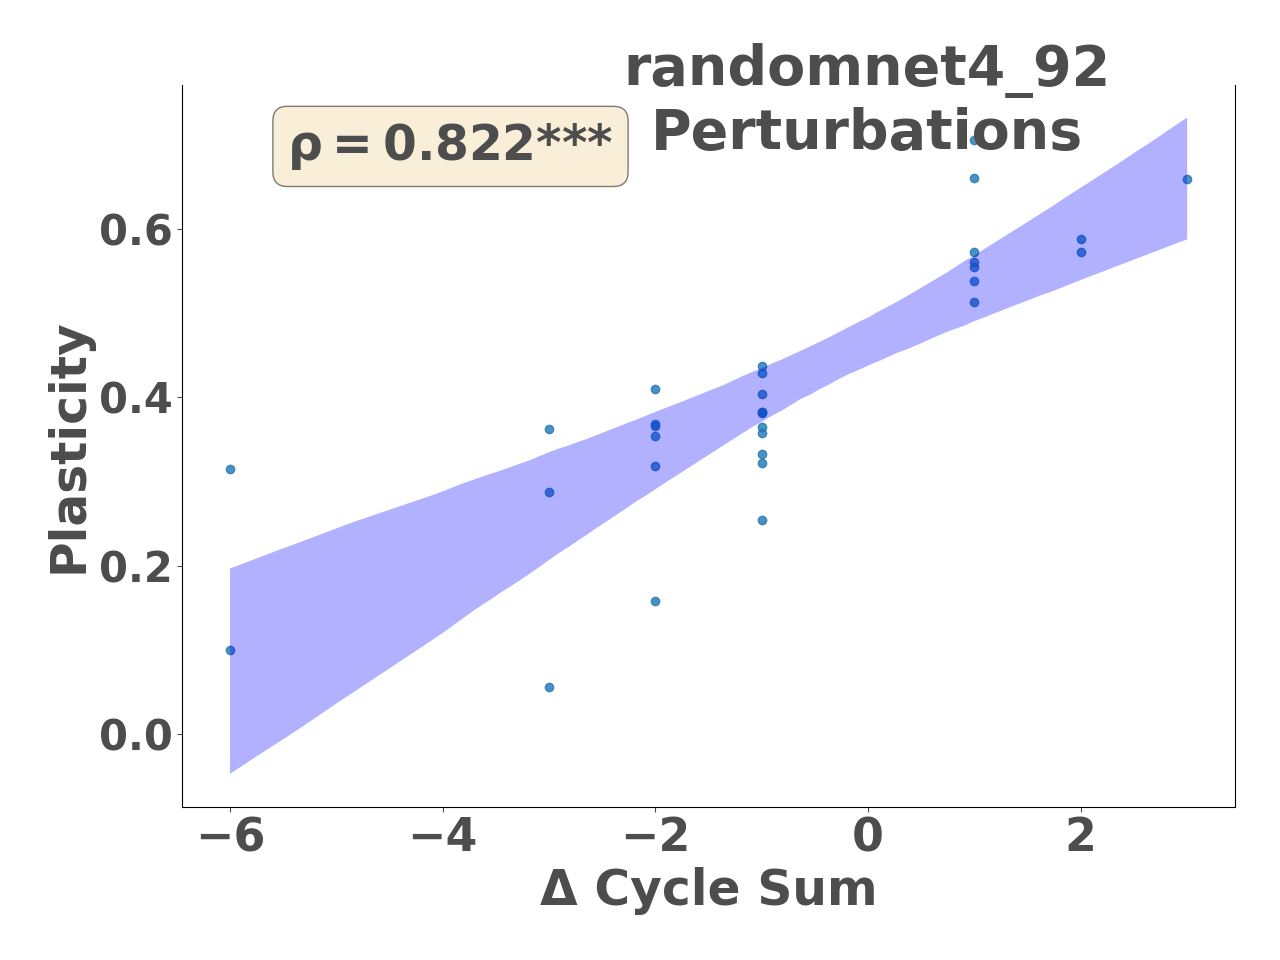 randomnet4_92
Perturbations
ρ = 0.822***
Plasticity
0.6
0.4
0.2
0.0
−6
−4
−2
0
2
Δ Cycle Sum